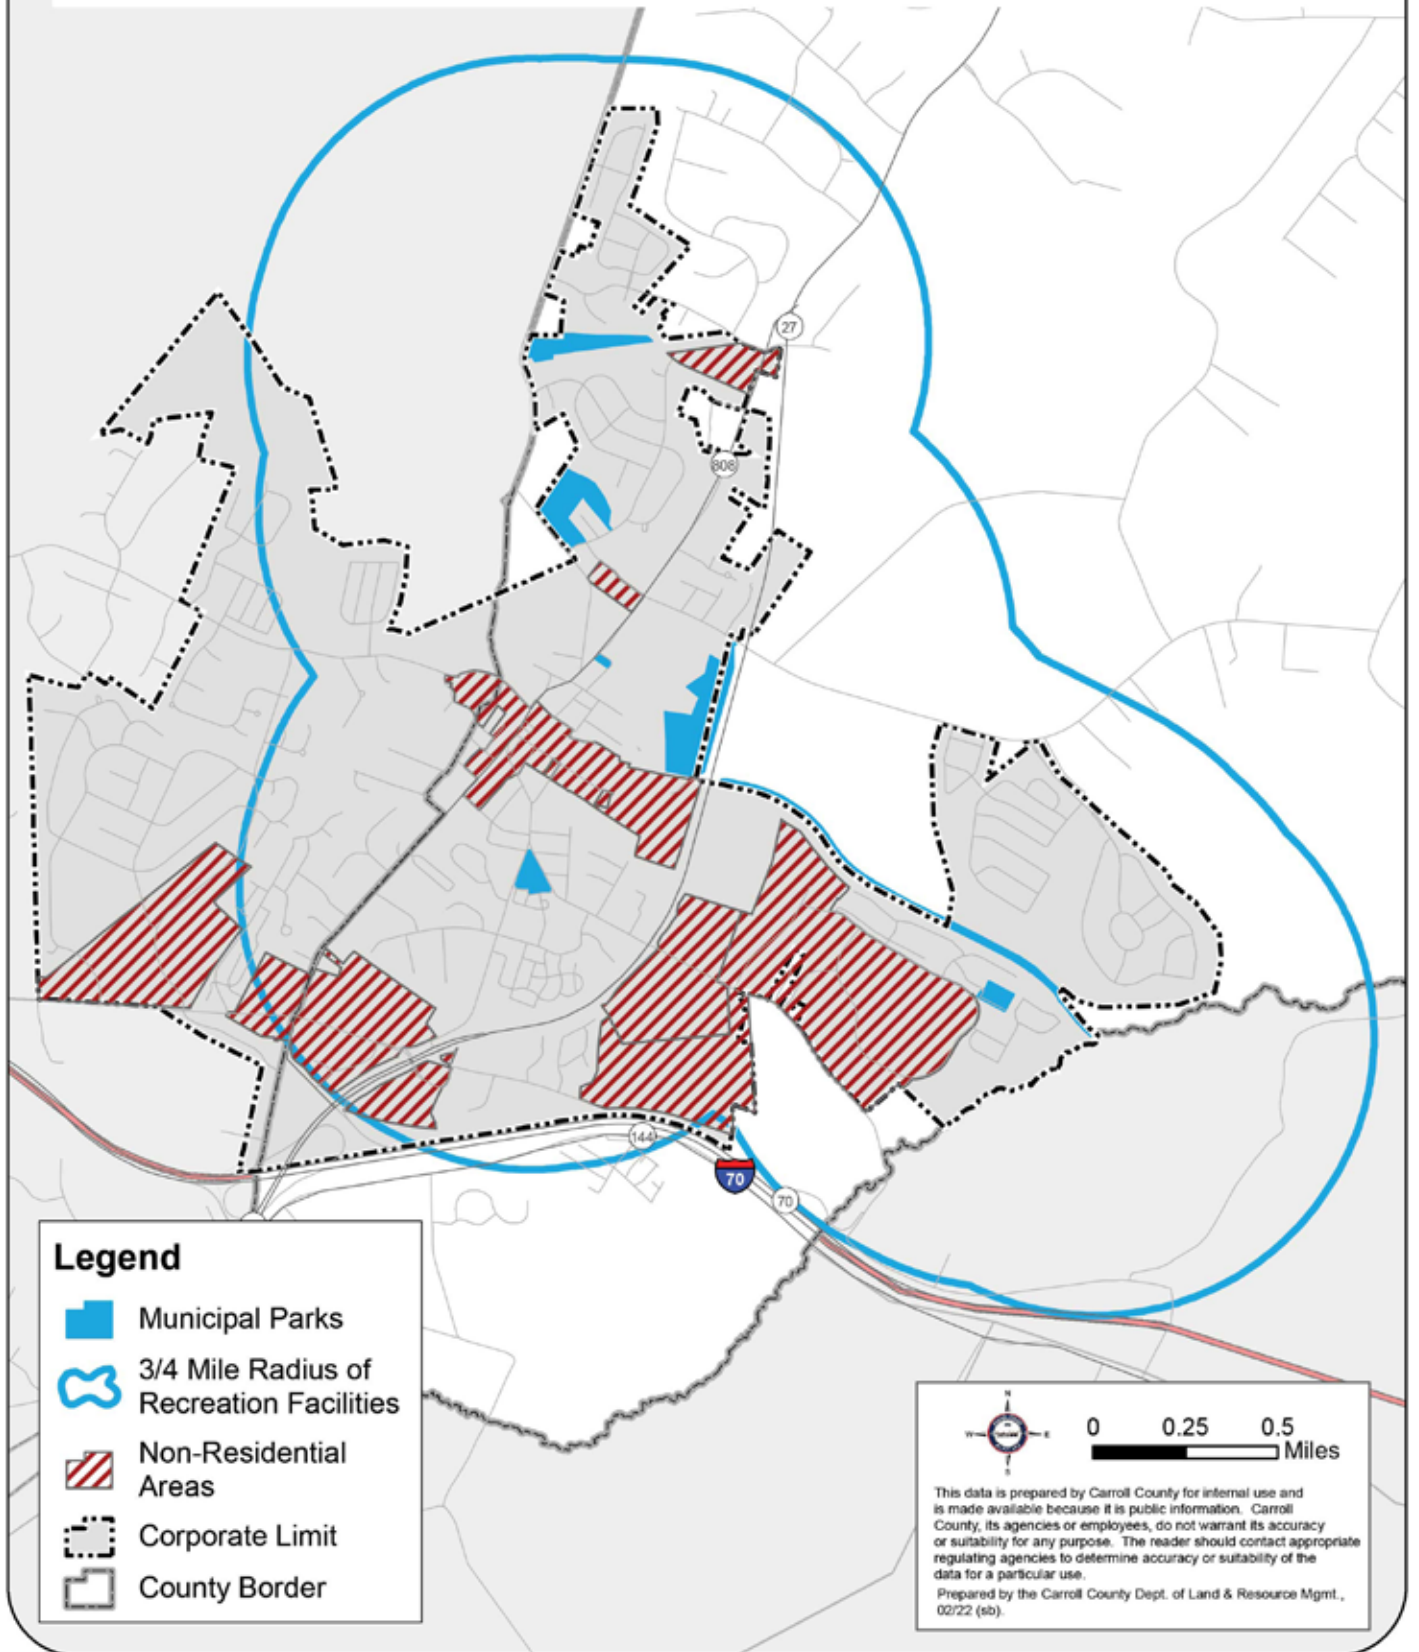 27
808
144
70
70
Legend
Municipal Parks
3/4 Mile Radius of
Recreation Facilities
Non-Residential
Areas
Corporate Limit
County Border
N
W
E
S
0 0.25 0.5
Miles
This data is prepared by Carroll County for internal use and
is made available because it is public information. Carroll
County, its agencies or employees, do not warrant its accuracy
or suitability for any purpose. The reader should contact appropriate
regulating agencies to determine accuracy or suitability of the
data for a particular use.
Prepared by the Carroll County Dept. of Land & Resource Mgmt.,
02/22 (sb).